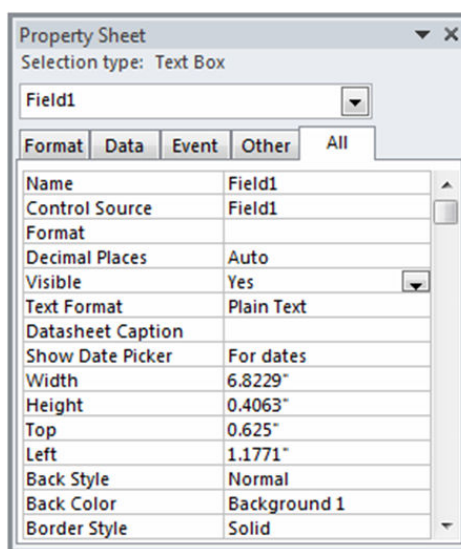 Property Sheet
Selection type: Text Box
Field1
Format Data Event Other All
Name Field1
Control Source Field1
Format
Decimal Places Auto
Visible Yes
Text Format Plain Text
Datasheet Caption
Show Date Picker For dates
Width 6.8229"
Height 0.4063"
Top 0.625"
Left 1.1771"
Back Style Normal
Back Color Background 1
Border Style Solid